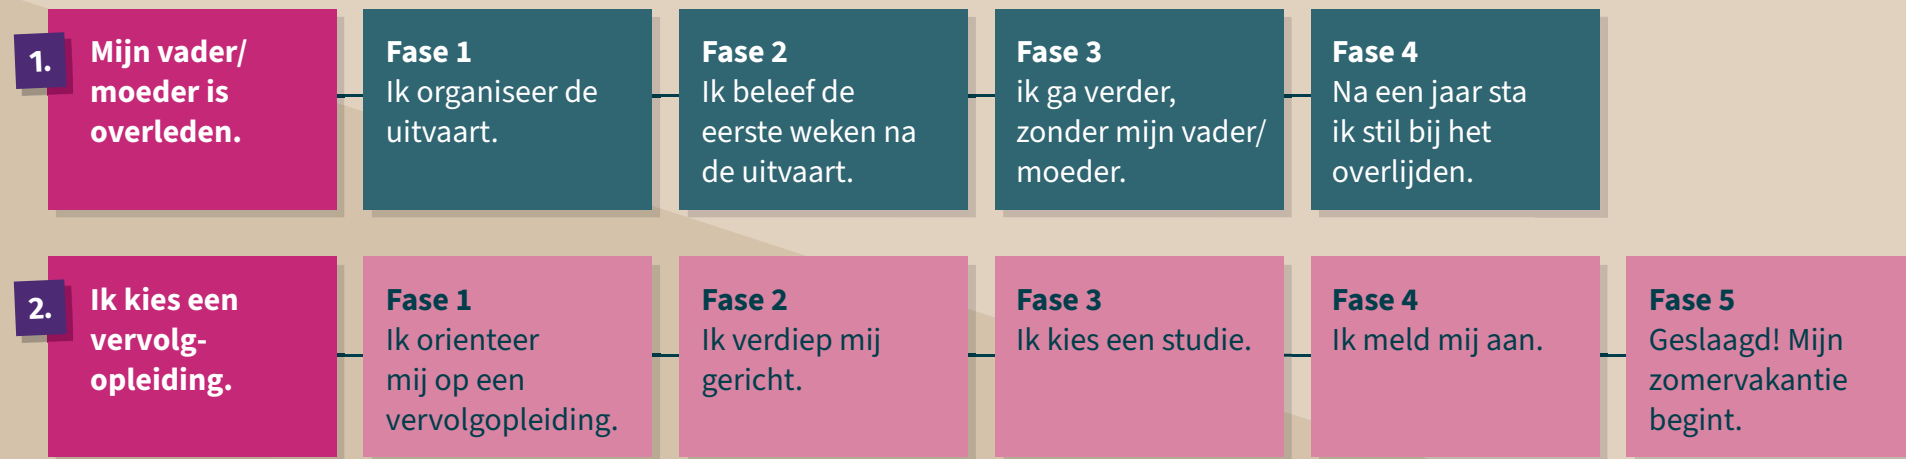 1.
Mijn vader/
moeder is
overleden.
Fase 1
Ik organiseer de
uitvaart.
Fase 2
Ik beleef de
eerste weken na
de uitvaart.
Fase 3
ik ga verder,
zonder mijn vader/
moeder.
Fase 4
Na een jaar sta
ik stil bij het
overlijden.
2.
Ik kies een
vervolg-
opleiding.
Fase 1
Ik orienteer
mij op een
vervolgopleiding.
Fase 2
Ik verdiep mij
gericht.
Fase 3
Ik kies een studie.
Fase 4
Ik meld mij aan.
Fase 5
Geslaagd! Mijn
zomervakantie
begint.